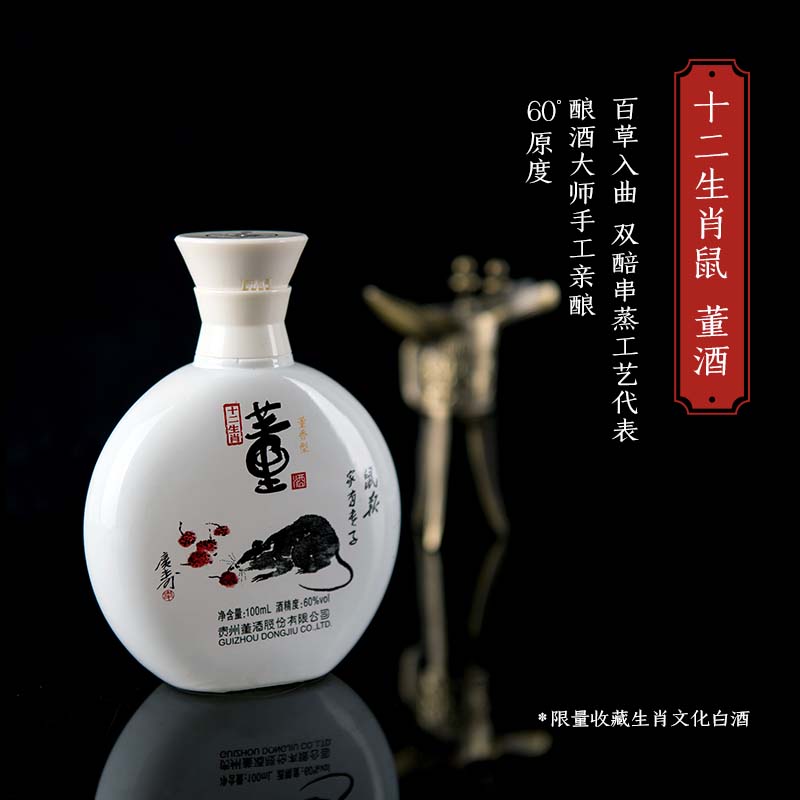 十二生肖鼠 董酒
百草入曲 双醅串蒸工艺代表
酿酒大师手工亲酿
60°原度
十二生肖
董
酒
董香型
鼠款
家有老子
广寿
净含量:100mL 酒精度:60%vol
贵州董酒股份有限公司
GUIZHOU DONGJIU CO.,LTD.
*限量收藏生肖文化白酒